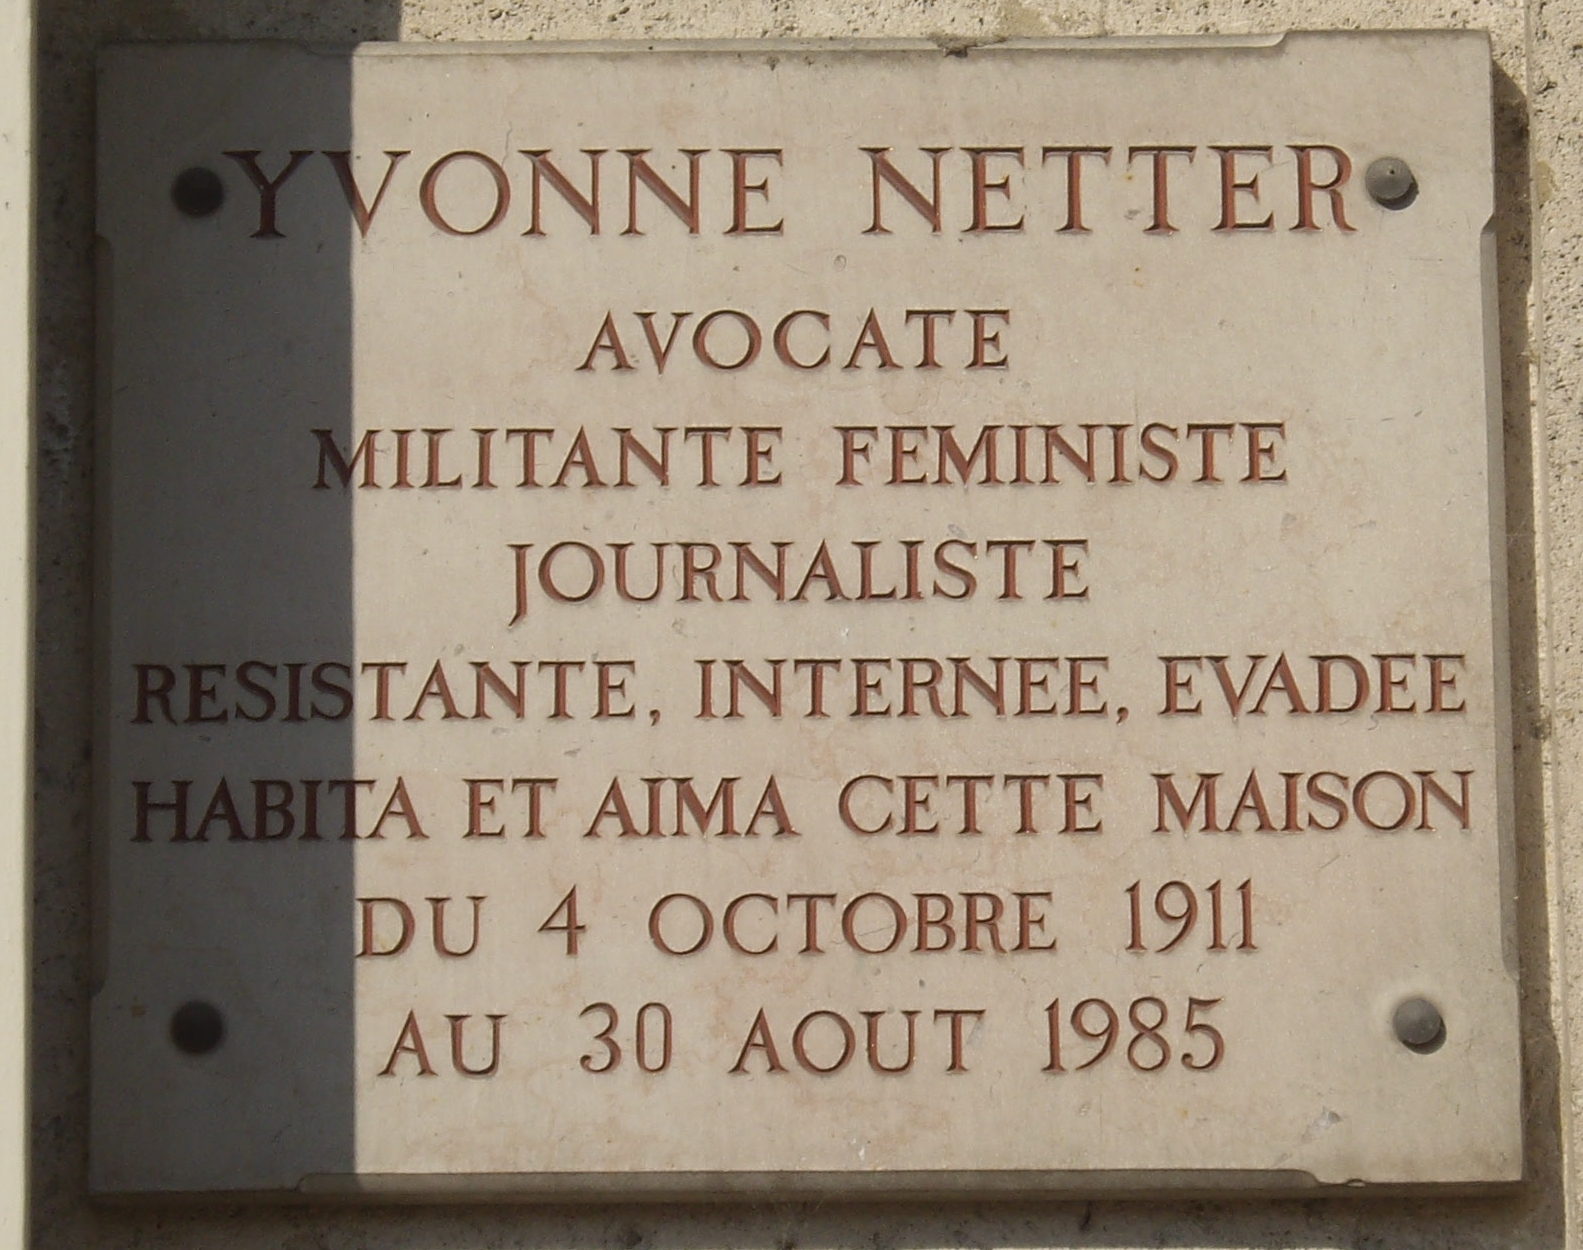 YVONNE NETTER
AVOCATE
MILITANTE FEMINISTE
JOURNALISTE
RESISTANTE, INTERNEE, EVADEE
HABITA ET AIMA CETTE MAISON
DU 4 OCTOBRE 1911
AU 30 AOUT 1985